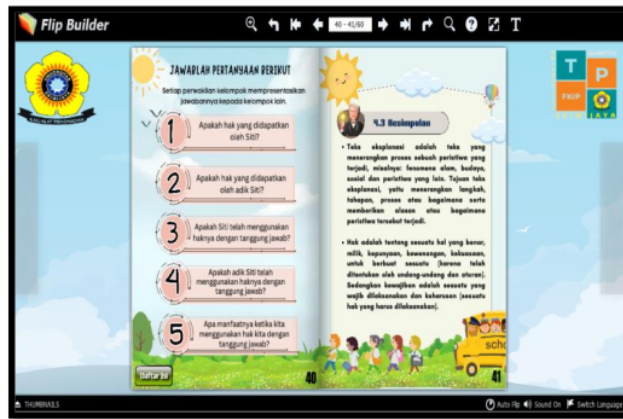 Flip Builder
40 - 41/60
T
JAWABLAH PERTANYAAN BERIKUT
Setiap perwakilan kelompok mempresentasikan
jawabannya kepada kelompok lain.
1
Apakah hak yang didapatkan
oleh Siti?
2
Apakah hak yang didapatkan
oleh adik Siti?
3
Apakah Siti telah menggunakan
haknya dengan tanggung jawab?
4
Apakah adik Siti telah
menggunakan haknya dengan
tanggung jawab?
5
Apa manfaatnya ketika kita
menggunakan hak kita dengan
tanggung jawab?
Daftar Isi
40
4.3 Kesimpulan
• Teks eksplanasi adalah teks yang
menerangkan proses sebuah peristiwa yang
terjadi, misalnya: fenomena alam, budaya,
sosial dan peristiwa yang lain. Tujuan teks
eksplanasi, yaitu menerangkan langkah,
tahapan, proses atau bagaimana serta
memberikan alasan atau bagaimana
peristiwa tersebut terjadi.
• Hak adalah tentang sesuatu hal yang benar,
milik, kepunyaan, kewenangan, kekuasaan,
untuk berbuat sesuatu (karena telah
ditentukan oleh undang-undang dan aturan).
Sedangkan kewajiban adalah sesuatu yang
wajib dilaksanakan dan keharusan (sesuatu
hak yang harus dilaksanakan).
scho
41
T P
FKIP
JAYA
THUMBNAILS
Auto Flip
Sound On
Switch Language